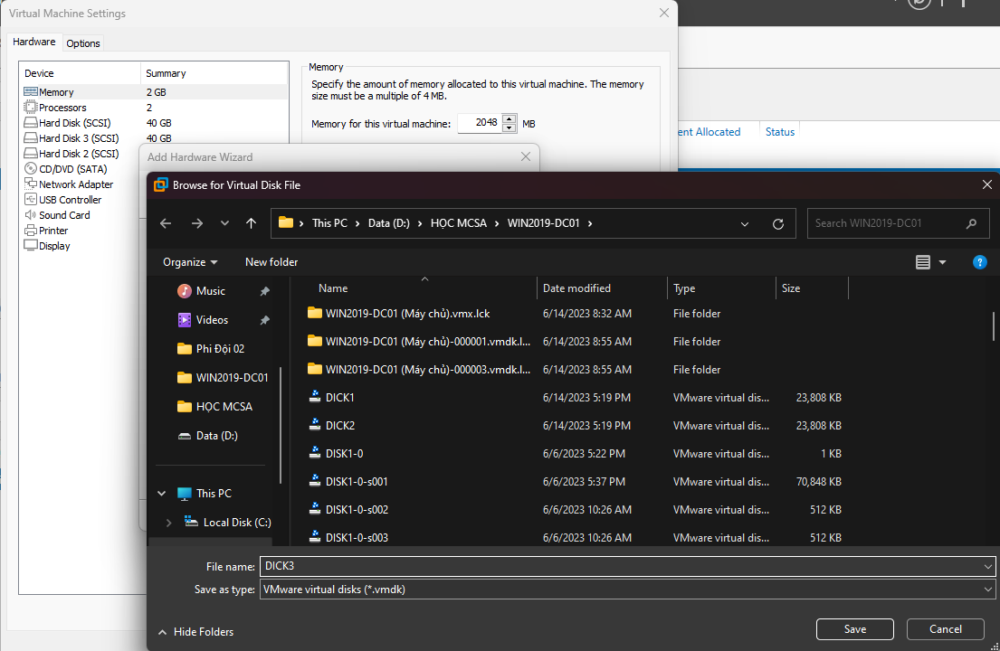 Virtual Machine Settings
Hardware Options
Device Summary
Memory 2 GB
Processors 2
Hard Disk (SCSI) 40 GB
Hard Disk 3 (SCSI) 40 GB
Hard Disk 2 (SCSI)
CD/DVD (SATA)
Network Adapter
USB Controller
Sound Card
Printer
Display
Memory
Specify the amount of memory allocated to this virtual machine. The memory
size must be a multiple of 4 MB.
Memory for this virtual machine: 2048 MB
ent Allocated Status
Add Hardware Wizard
Browse for Virtual Disk File
This PC > Data (D:) > HỌC MCSA > WIN2019-DC01 >
Search WIN2019-DC01
Organize New folder
Music
Videos
Phi Đội 02
WIN2019-DC01
HỌC MCSA
Data (D:)
This PC
Local Disk (C:)
Name Date modified Type Size
WIN2019-DC01 (Máy chủ).vmx.lck 6/14/2023 8:32 AM File folder
WIN2019-DC01 (Máy chủ)-000001.vmdk.l... 6/14/2023 8:55 AM File folder
WIN2019-DC01 (Máy chủ)-000003.vmdk.l... 6/14/2023 8:55 AM File folder
DICK1 6/14/2023 5:19 PM VMware virtual dis... 23,808 KB
DICK2 6/14/2023 5:19 PM VMware virtual dis... 23,808 KB
DISK1-0 6/6/2023 5:22 PM VMware virtual dis... 1 KB
DISK1-0-s001 6/6/2023 5:37 PM VMware virtual dis... 70,848 KB
DISK1-0-s002 6/6/2023 10:26 AM VMware virtual dis... 512 KB
DISK1-0-s003 6/6/2023 10:26 AM VMware virtual dis... 512 KB
File name: DICK3
Save as type: VMware virtual disks (*.vmdk)
Hide Folders
Save Cancel